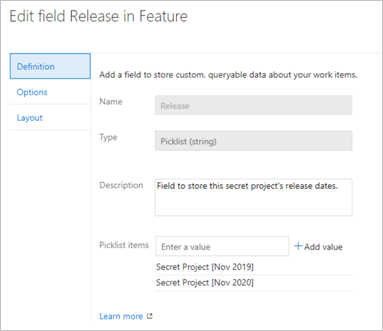 Edit field Release in Feature
Definition
Options
Layout
Add a field to store custom, queryable data about your work items.
Name
Release
Type
Picklist (string)
Description
Field to store this secret project's release dates.
Picklist items
Enter a value
+ Add value
Secret Project [Nov 2019]
Secret Project [Nov 2020]
Learn more